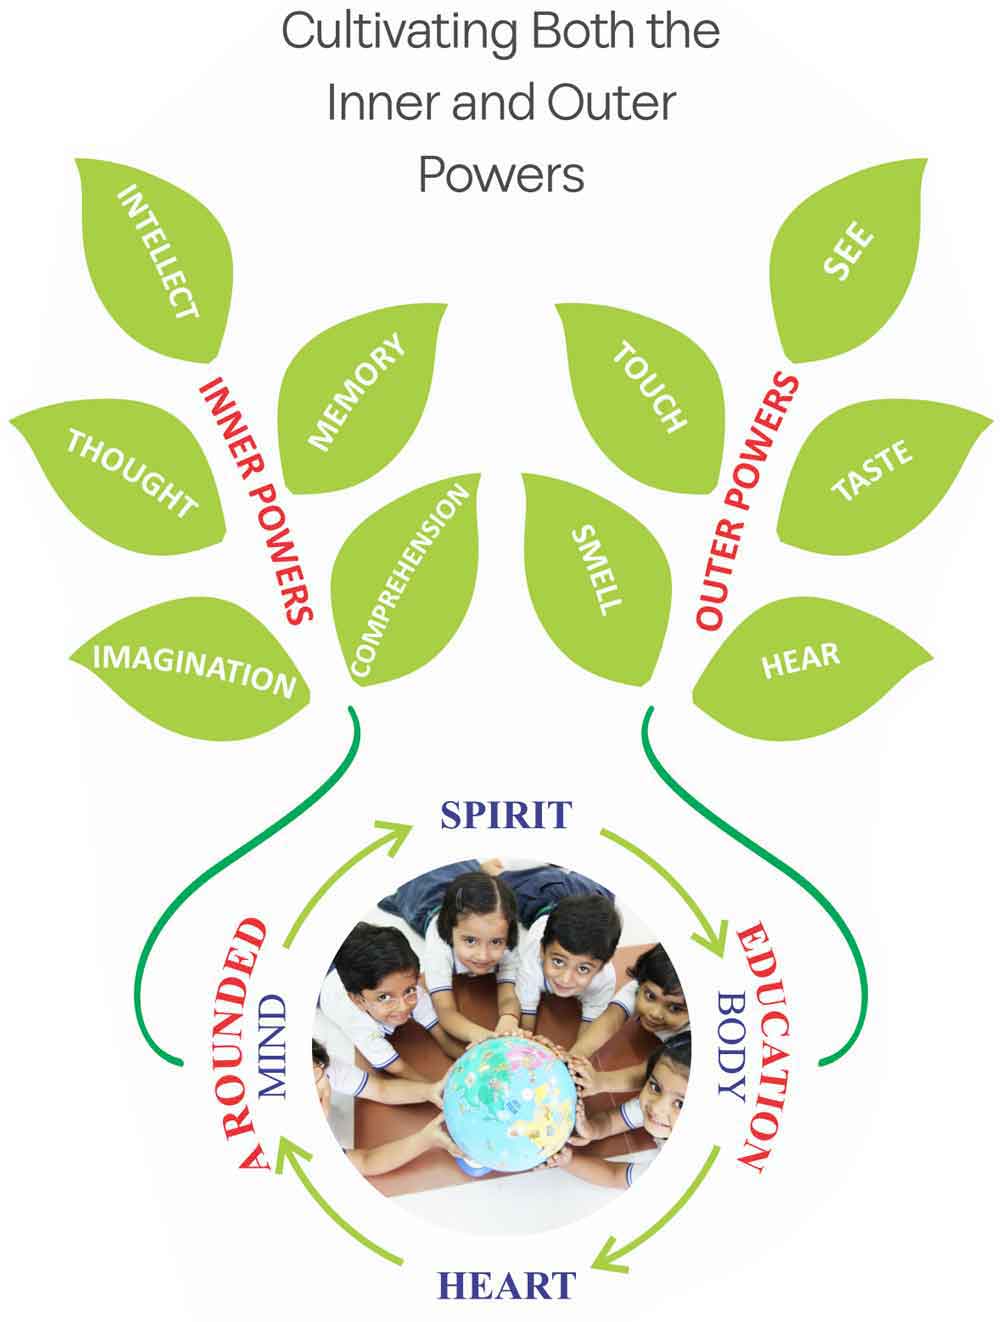 Cultivating Both the
Inner and Outer
Powers
INTELLECT
MEMORY
THOUGHT
INNER POWERS
COMPREHENSION
IMAGINATION
SEE
TOUCH
OUTER POWERS
TASTE
SMELL
HEAR
SPIRIT
A ROUNDED
MIND
EDUCATION
BODY
HEART